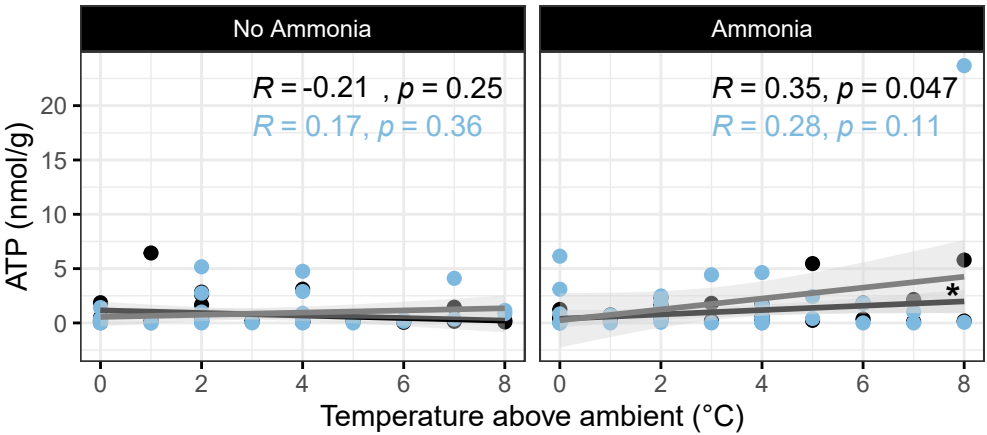 No Ammonia
Ammonia
R = -0.21 , p = 0.25
R = 0.17, p = 0.36
R = 0.35, p = 0.047
R = 0.28, p = 0.11
*
ATP (nmol/g)
20
15
10
5
0
0 2 4 6 8
0 2 4 6 8
Temperature above ambient (°C)